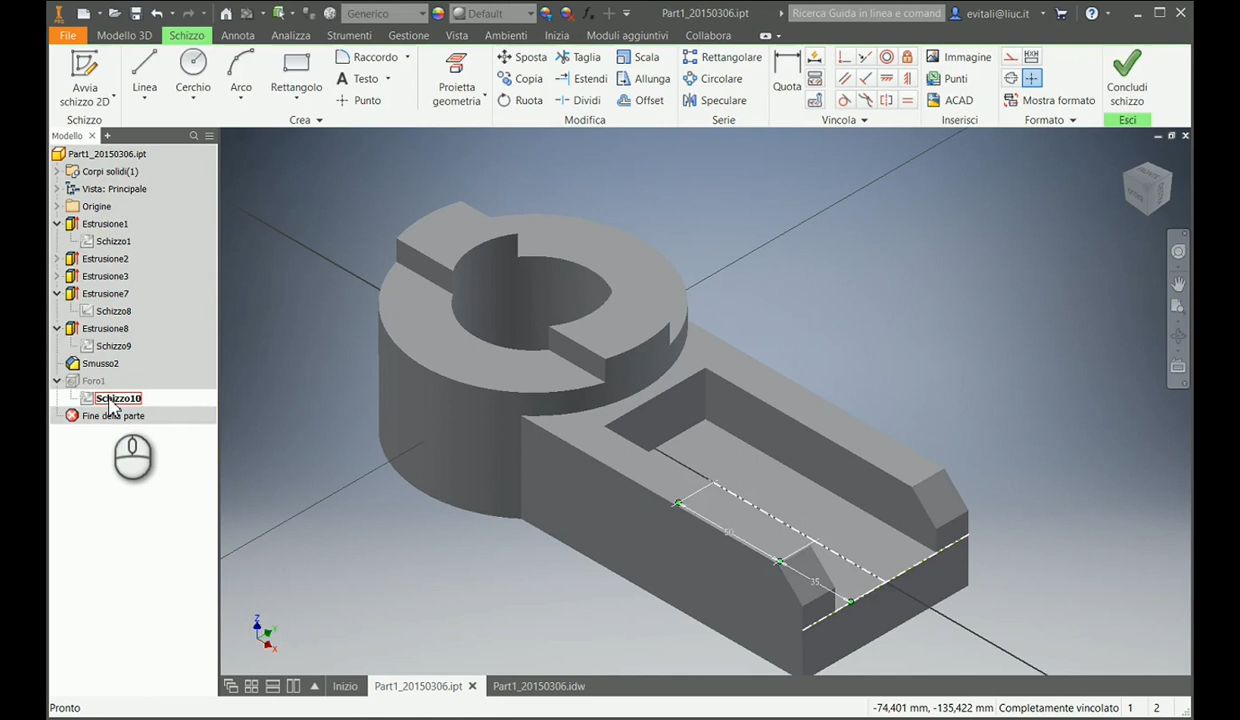 Generico
Default
Part1_20150306.ipt
Ricerca Guida in linea e comand
evitali@liuc.it
File
Modello 3D
Schizzo
Annota
Analizza
Strumenti
Gestione
Vista
Ambienti
Inizia
Moduli aggiuntivi
Collabora
Avvia schizzo 2D
Linea
Cerchio
Arco
Rettangolo
Raccordo
Testo
Punto
Proietta geometria
Sposta
Copia
Ruota
Taglia
Estendi
Dividi
Scala
Allunga
Offset
Rettangolare
Circolare
Speculare
Quota
Immagine
Punti
ACAD
Mostra formato
Concludi schizzo
Schizzo
Crea
Modifica
Serie
Vincola
Inserisci
Formato
Esci
Modello
Part1_20150306.ipt
Corpi solidi(1)
Vista: Principale
Origine
Estrusione1
Schizzo1
Estrusione2
Estrusione3
Estrusione7
Schizzo8
Estrusione8
Schizzo9
Smusso2
Foro1
Schizzo10
Fine della parte
35
Z
Y
X
Inizio
Part1_20150306.ipt
Part1_20150306.idw
Pronto
-74,401 mm, -135,422 mm
Completamente vincolato
1
2